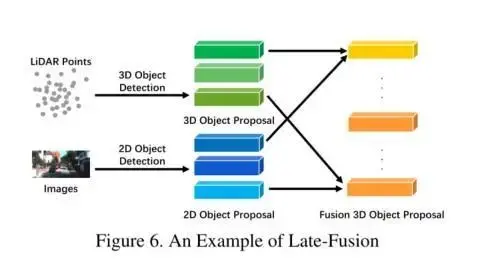 LiDAR Points
3D Object
Detection
3D Object Proposal
2D Object
Detection
Images
2D Object Proposal
Fusion 3D Object Proposal
Figure 6. An Example of Late-Fusion